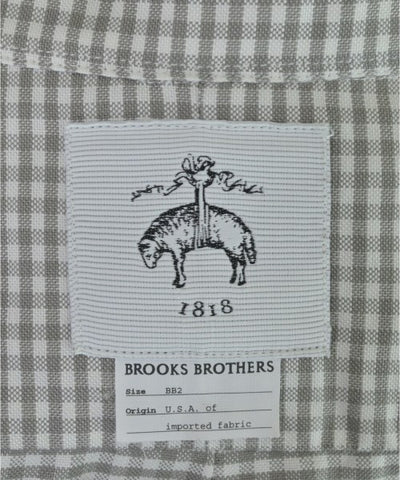 1818
BROOKS BROTHERS
Size BB2
Origin U.S.A. of
imported fabric